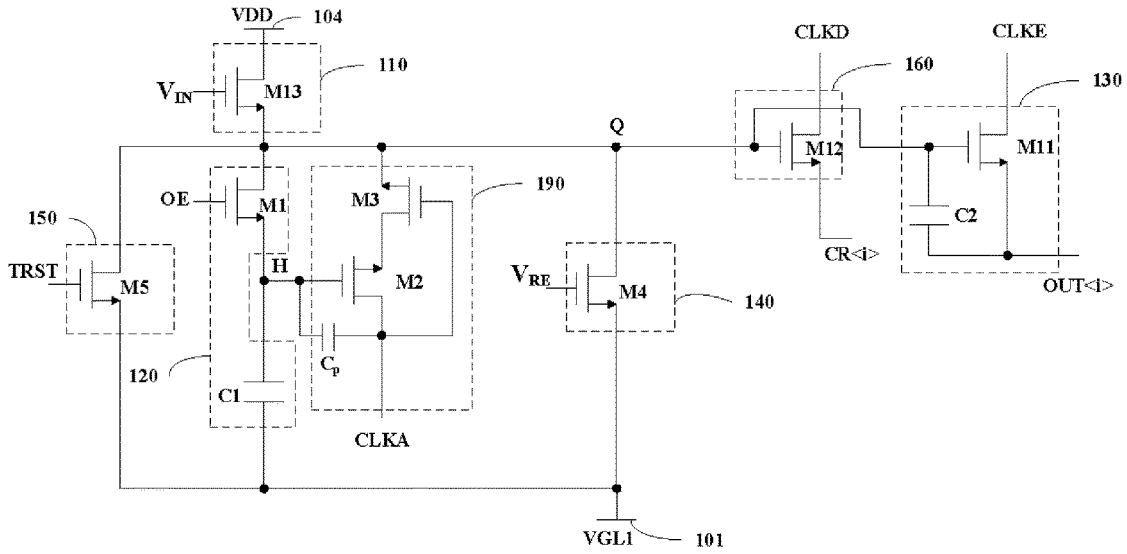 VDD
104
CLKD
CLKE
110
160
130
V_IN
M13
Q
M12
M11
190
M3
OE
M1
C2
150
CR<i>
TRST
H
V_RE
M5
M2
M4
OUT<i>
140
C_p
120
C1
CLKA
VGL1
101